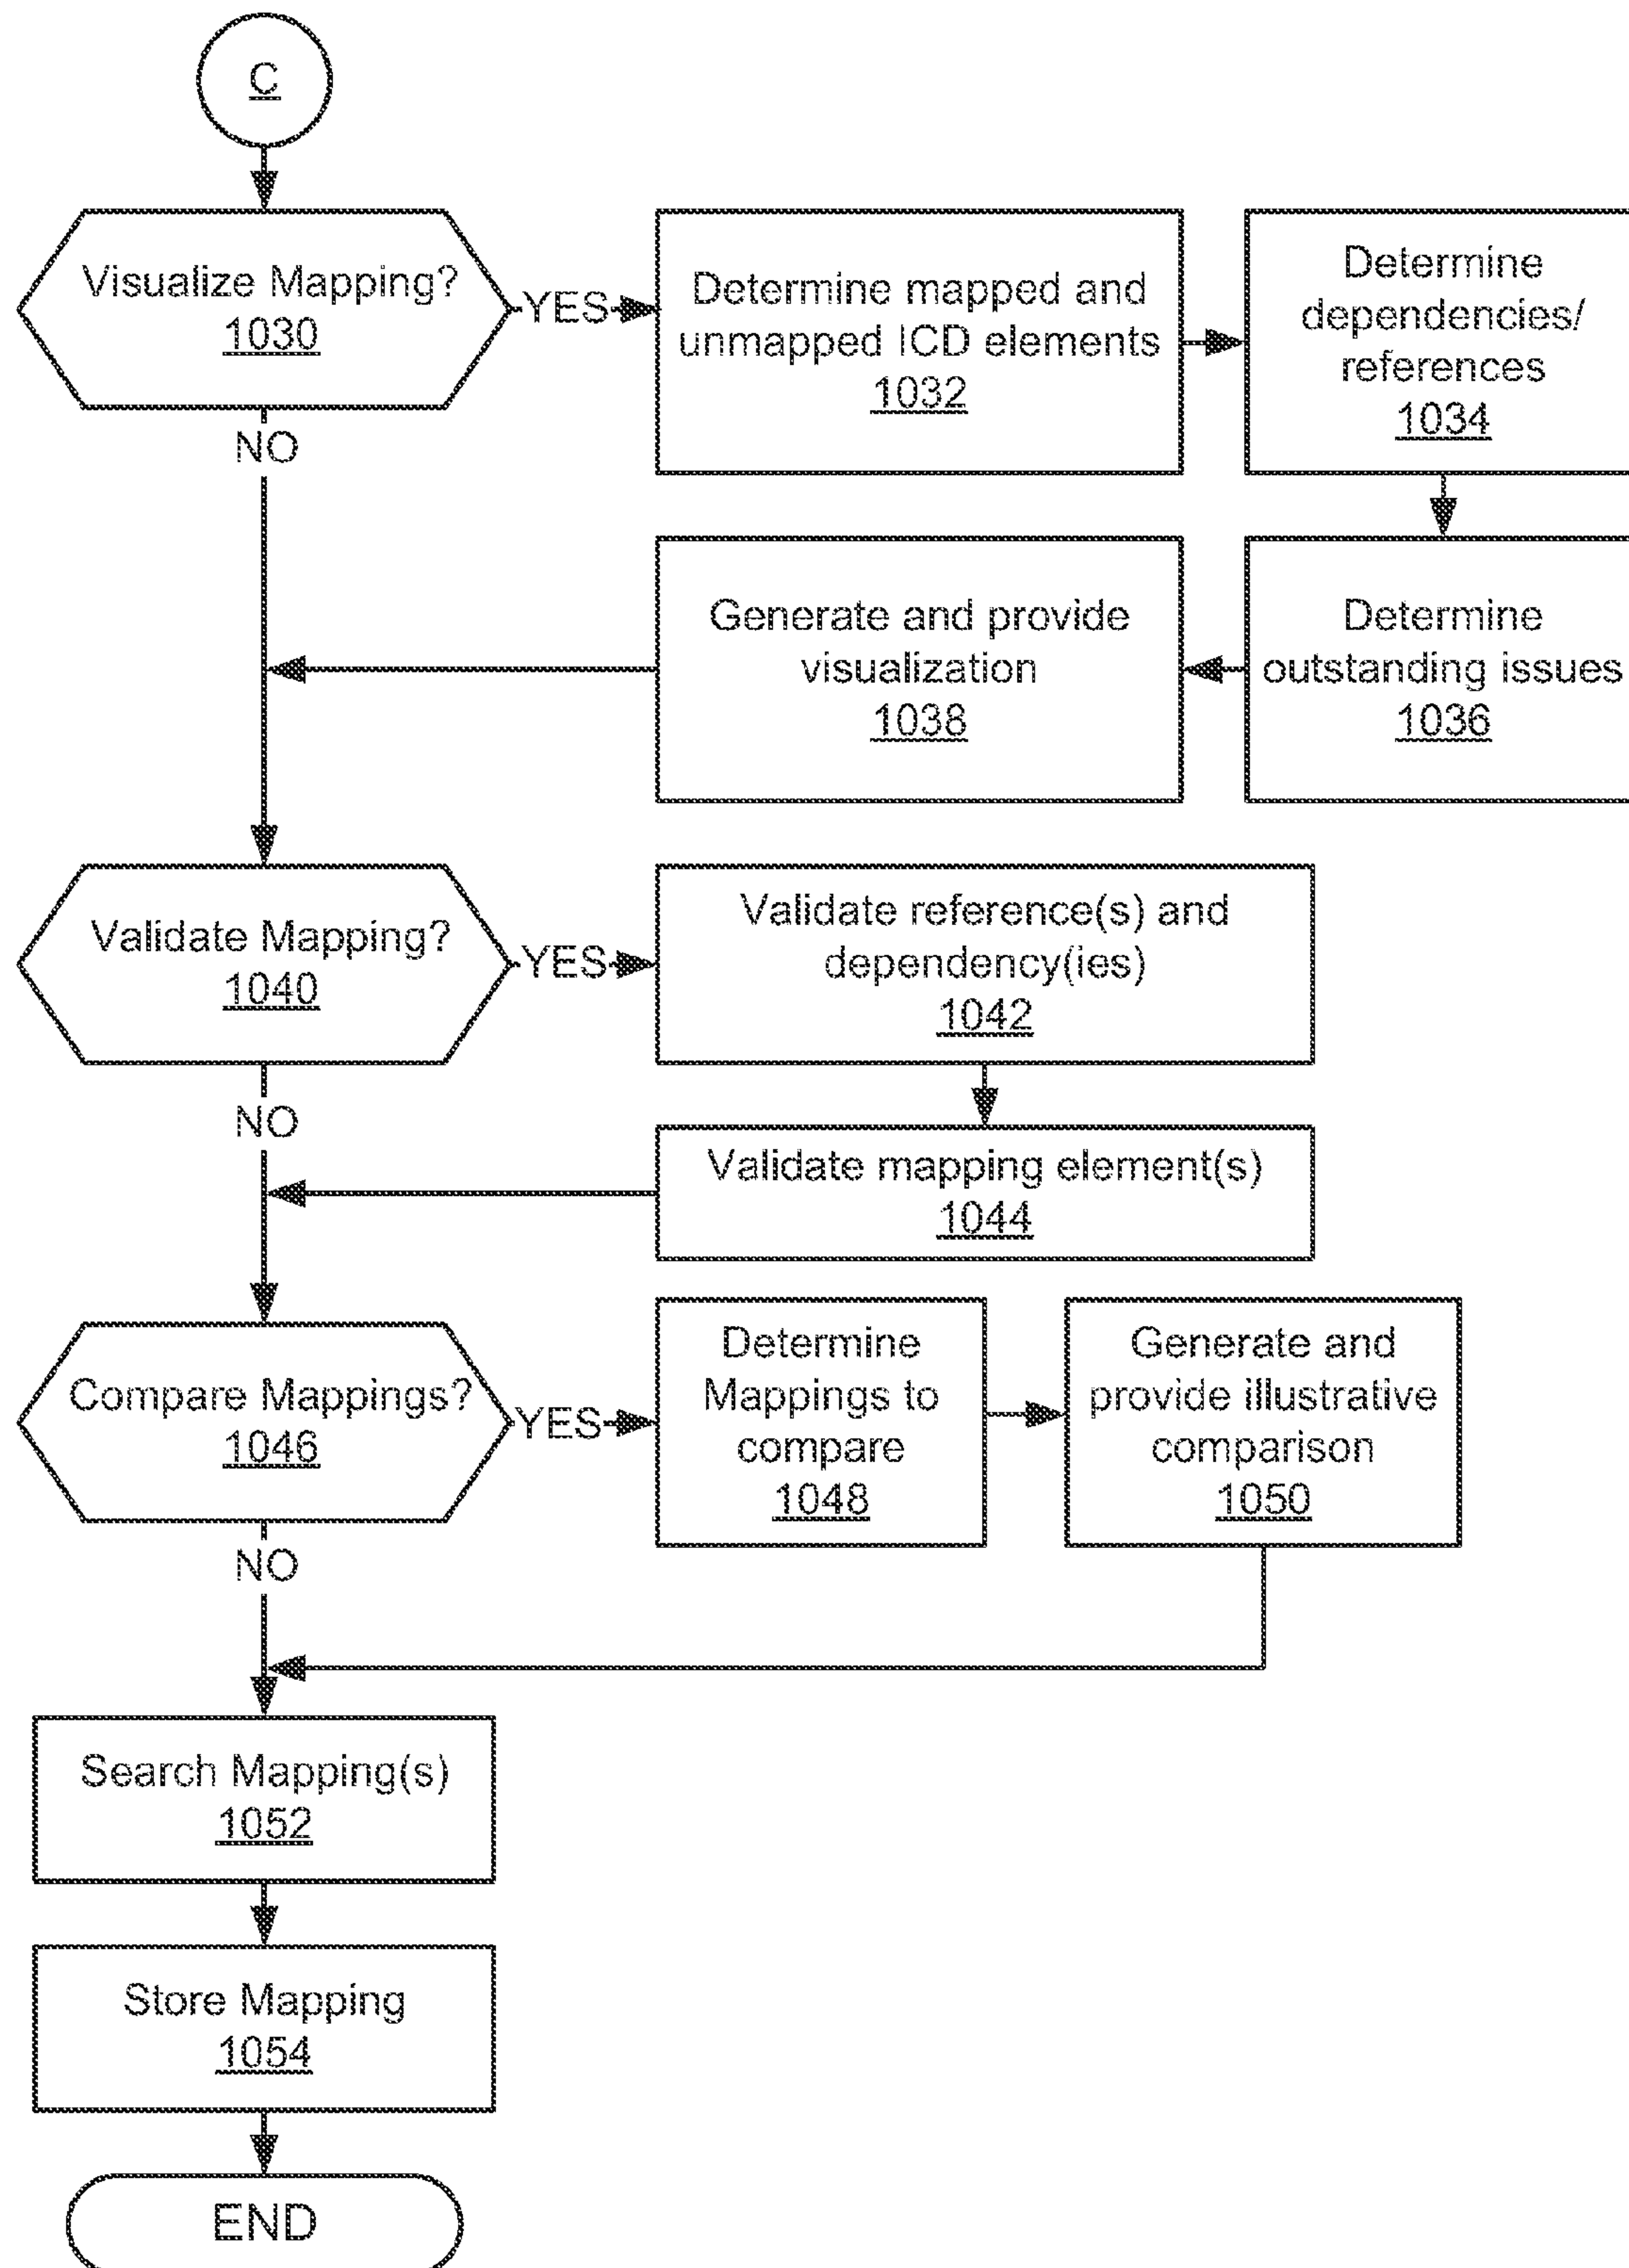 C
Visualize Mapping?
1030
YES
Determine mapped and
unmapped ICD elements
1032
Determine
dependencies/
references
1034
NO
Generate and provide
visualization
1038
Determine
outstanding issues
1036
Validate Mapping?
1040
YES
Validate reference(s) and
dependency(ies)
1042
NO
Validate mapping element(s)
1044
Compare Mappings?
1046
YES
Determine
Mappings to
compare
1048
Generate and
provide illustrative
comparison
1050
NO
Search Mapping(s)
1052
Store Mapping
1054
END